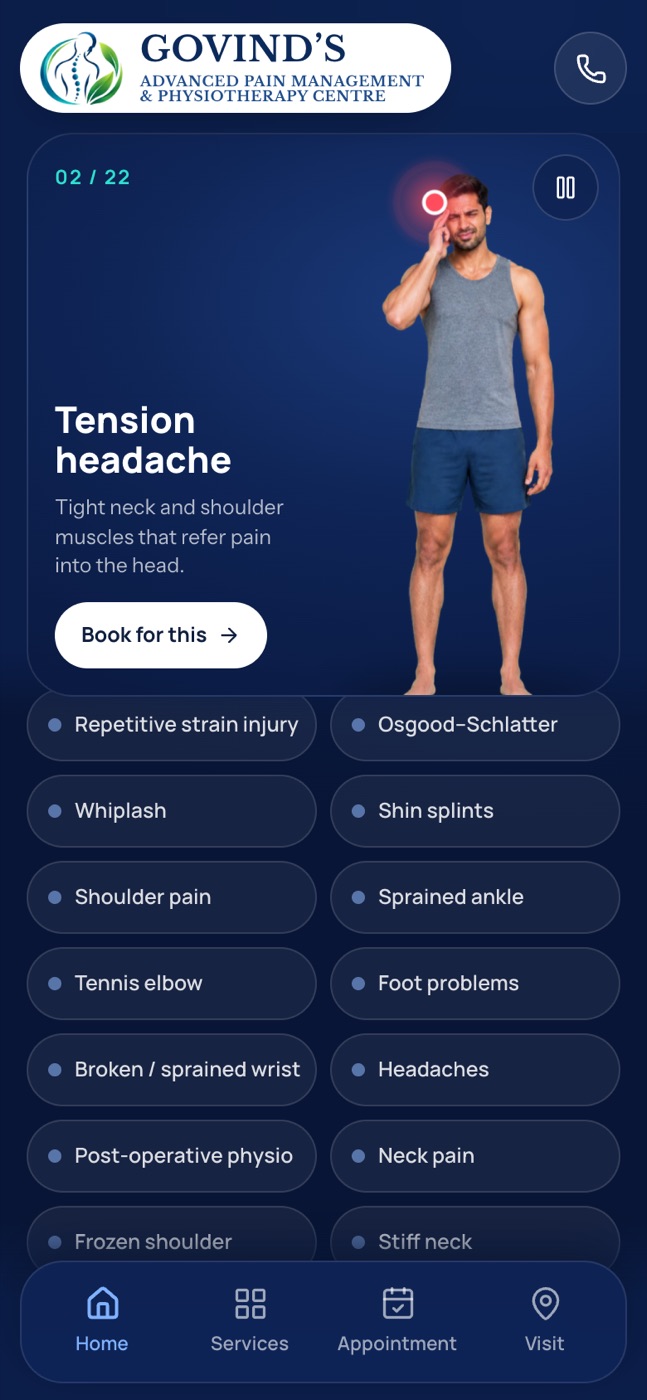 GOVIND’S
ADVANCED PAIN MANAGEMENT
& PHYSIOTHERAPY CENTRE
02 / 22
Tension
headache
Tight neck and shoulder
muscles that refer pain
into the head.
Book for this →
Repetitive strain injury
Osgood–Schlatter
Whiplash
Shin splints
Shoulder pain
Sprained ankle
Tennis elbow
Foot problems
Broken / sprained wrist
Headaches
Post-operative physio
Neck pain
Frozen shoulder
Stiff neck
Home
Services
Appointment
Visit